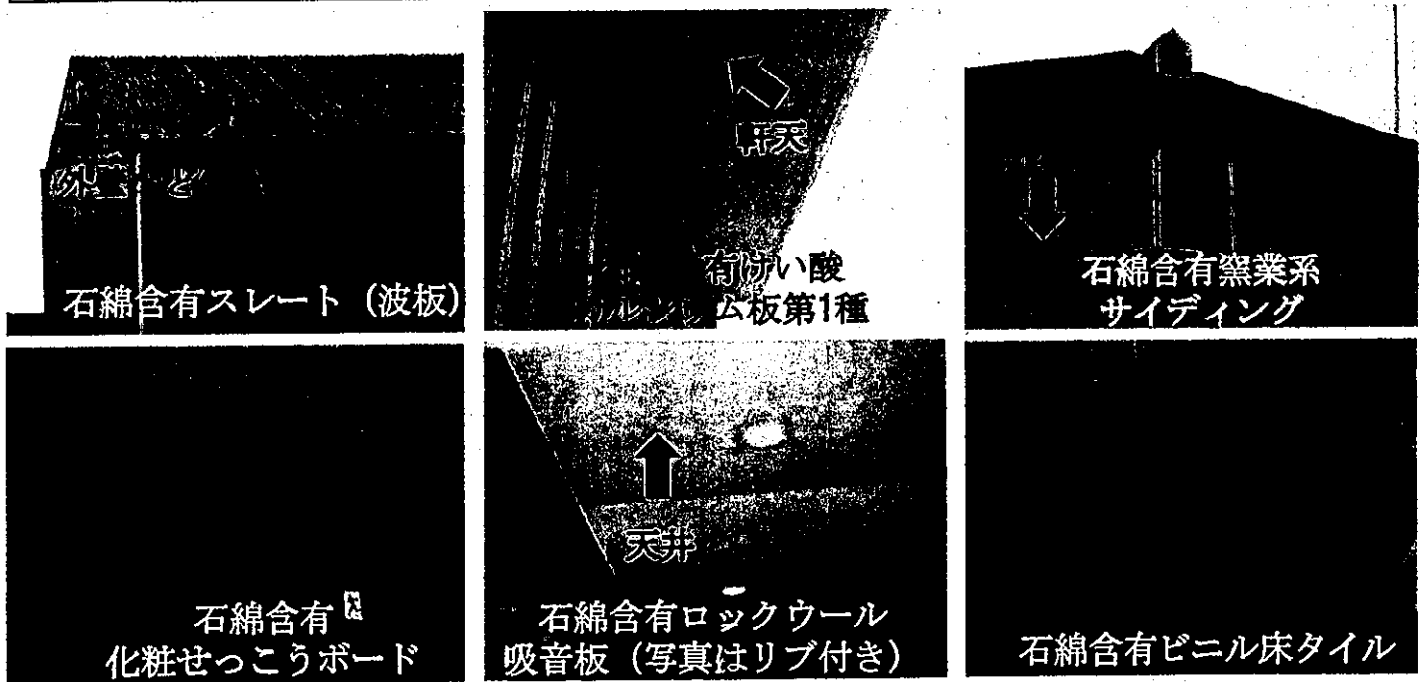 外壁 ど
石綿含有スレート（波板）
軒天
有けい酸
ルシウム板第1種
石綿含有窯業系
サイディング
石綿含有
化粧せっこうボード
天井
石綿含有ロックウール
吸音板（写真はリブ付き）
石綿含有ビニル床タイル